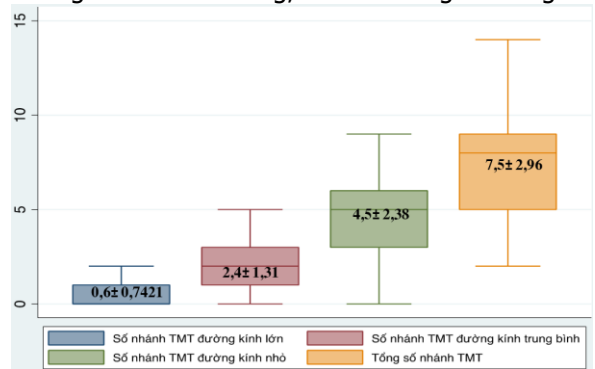 15
10
7,5±2,96
4,5±2,38
5
2,4±1,31
0,6±0,7421
0
Số nhánh TMT đường kính lớn
Số nhánh TMT đường kính trung bình
Số nhánh TMT đường kính nhỏ
Tổng số nhánh TMT